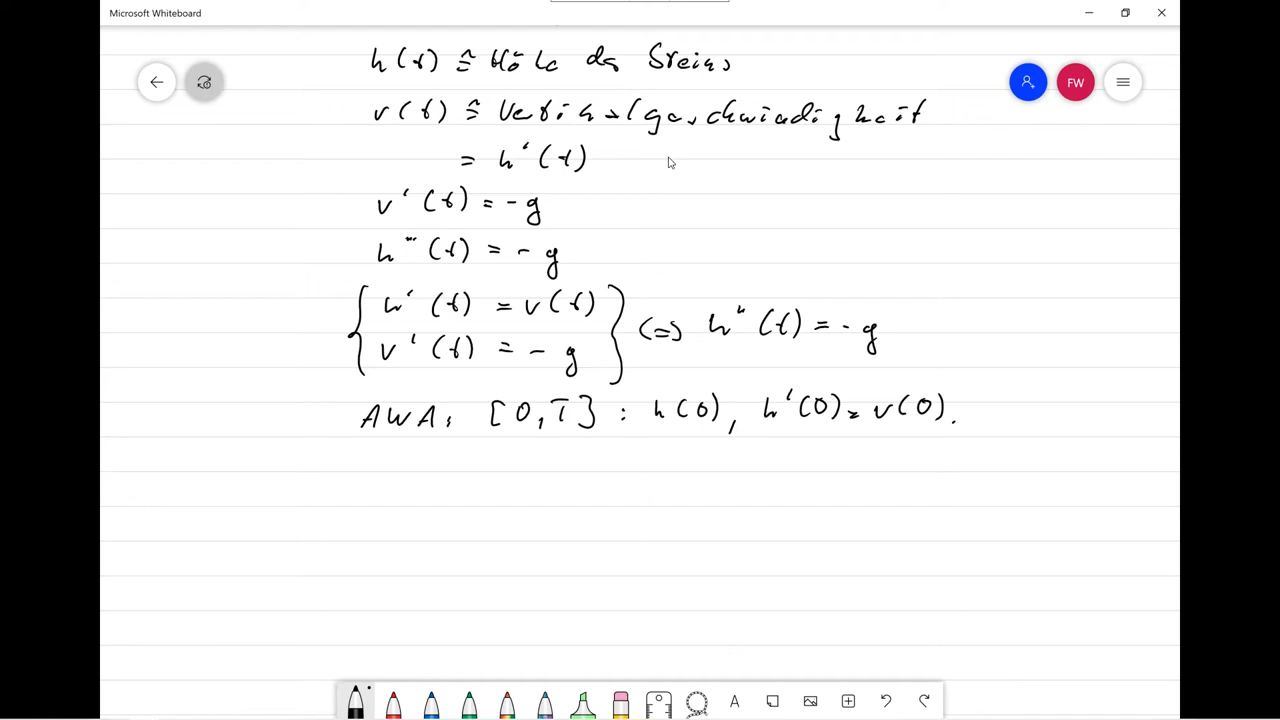 Microsoft Whiteboard
FW
h(t) ≙ Höhe des Steins
v(t) ≙ Vertikalgeschwindigkeit
= h'(t)
v'(t) = - g
h''(t) = - g
{ h'(t) = v(t)
v'(t) = - g } (=) h''(t) = - g
AWA: [0,T] : h(0), h'(0) = v(0).
A